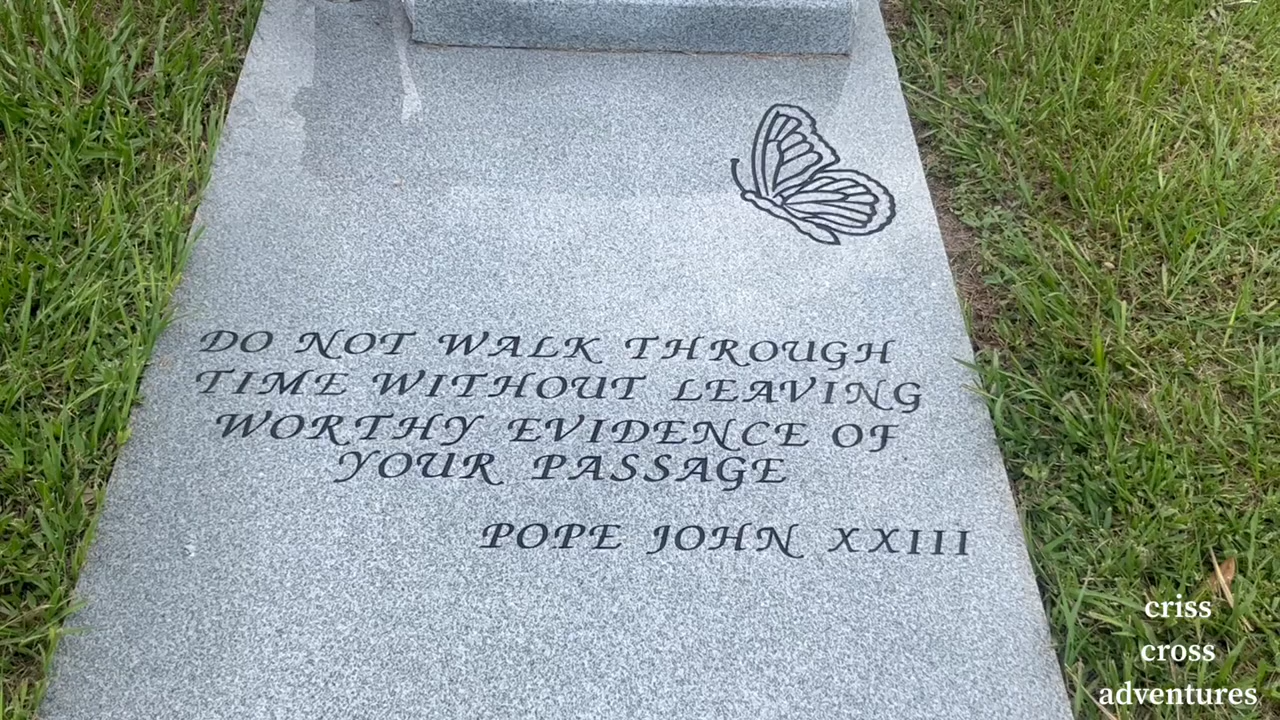 DO NOT WALK THROUGH
TIME WITHOUT LEAVING
WORTHY EVIDENCE OF
YOUR PASSAGE
POPE JOHN XXIII
criss
cross
adventures